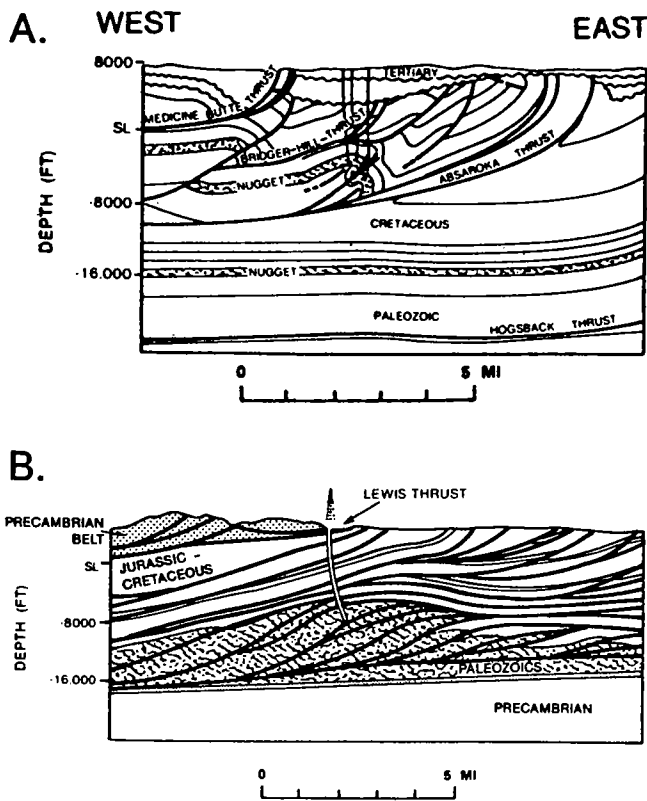 A.
WEST
EAST
8000
SL
-8000
-16.000
DEPTH (FT)
TERTIARY
MEDICINE BUTTE THRUST
BRIDGER-HILL-THRUST
NUGGET
ABSAROKA THRUST
CRETACEOUS
NUGGET
PALEOZOIC
HOGSBACK THRUST
0 5 MI
B.
LEWIS THRUST
PRECAMBRIAN
BELT
JURASSIC -
CRETACEOUS
SL
-8000
-16.000
DEPTH (FT)
PALEOZOICS
PRECAMBRIAN
0 5 MI